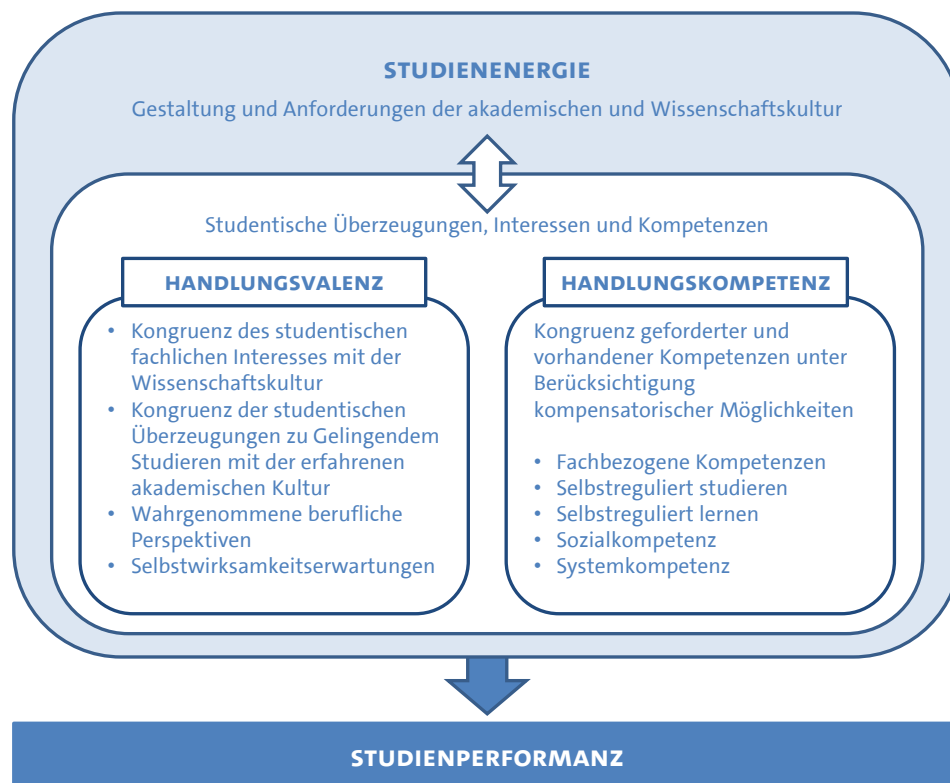 STUDIENENERGIE
Gestaltung und Anforderungen der akademischen und Wissenschaftskultur
Studentische Überzeugungen, Interessen und Kompetenzen
HANDLUNGSVALENZ
• Kongruenz des studentischen
fachlichen Interesses mit der
Wissenschaftskultur
• Kongruenz der studentischen
Überzeugungen zu Gelingendem
Studieren mit der erfahrenen
akademischen Kultur
• Wahrgenommene berufliche
Perspektiven
• Selbstwirksamkeitserwartungen
HANDLUNGSKOMPETENZ
Kongruenz geforderter und
vorhandener Kompetenzen unter
Berücksichtigung
kompensatorischer Möglichkeiten
• Fachbezogene Kompetenzen
• Selbstreguliert studieren
• Selbstreguliert lernen
• Sozialkompetenz
• Systemkompetenz
STUDIENPERFORMANZ